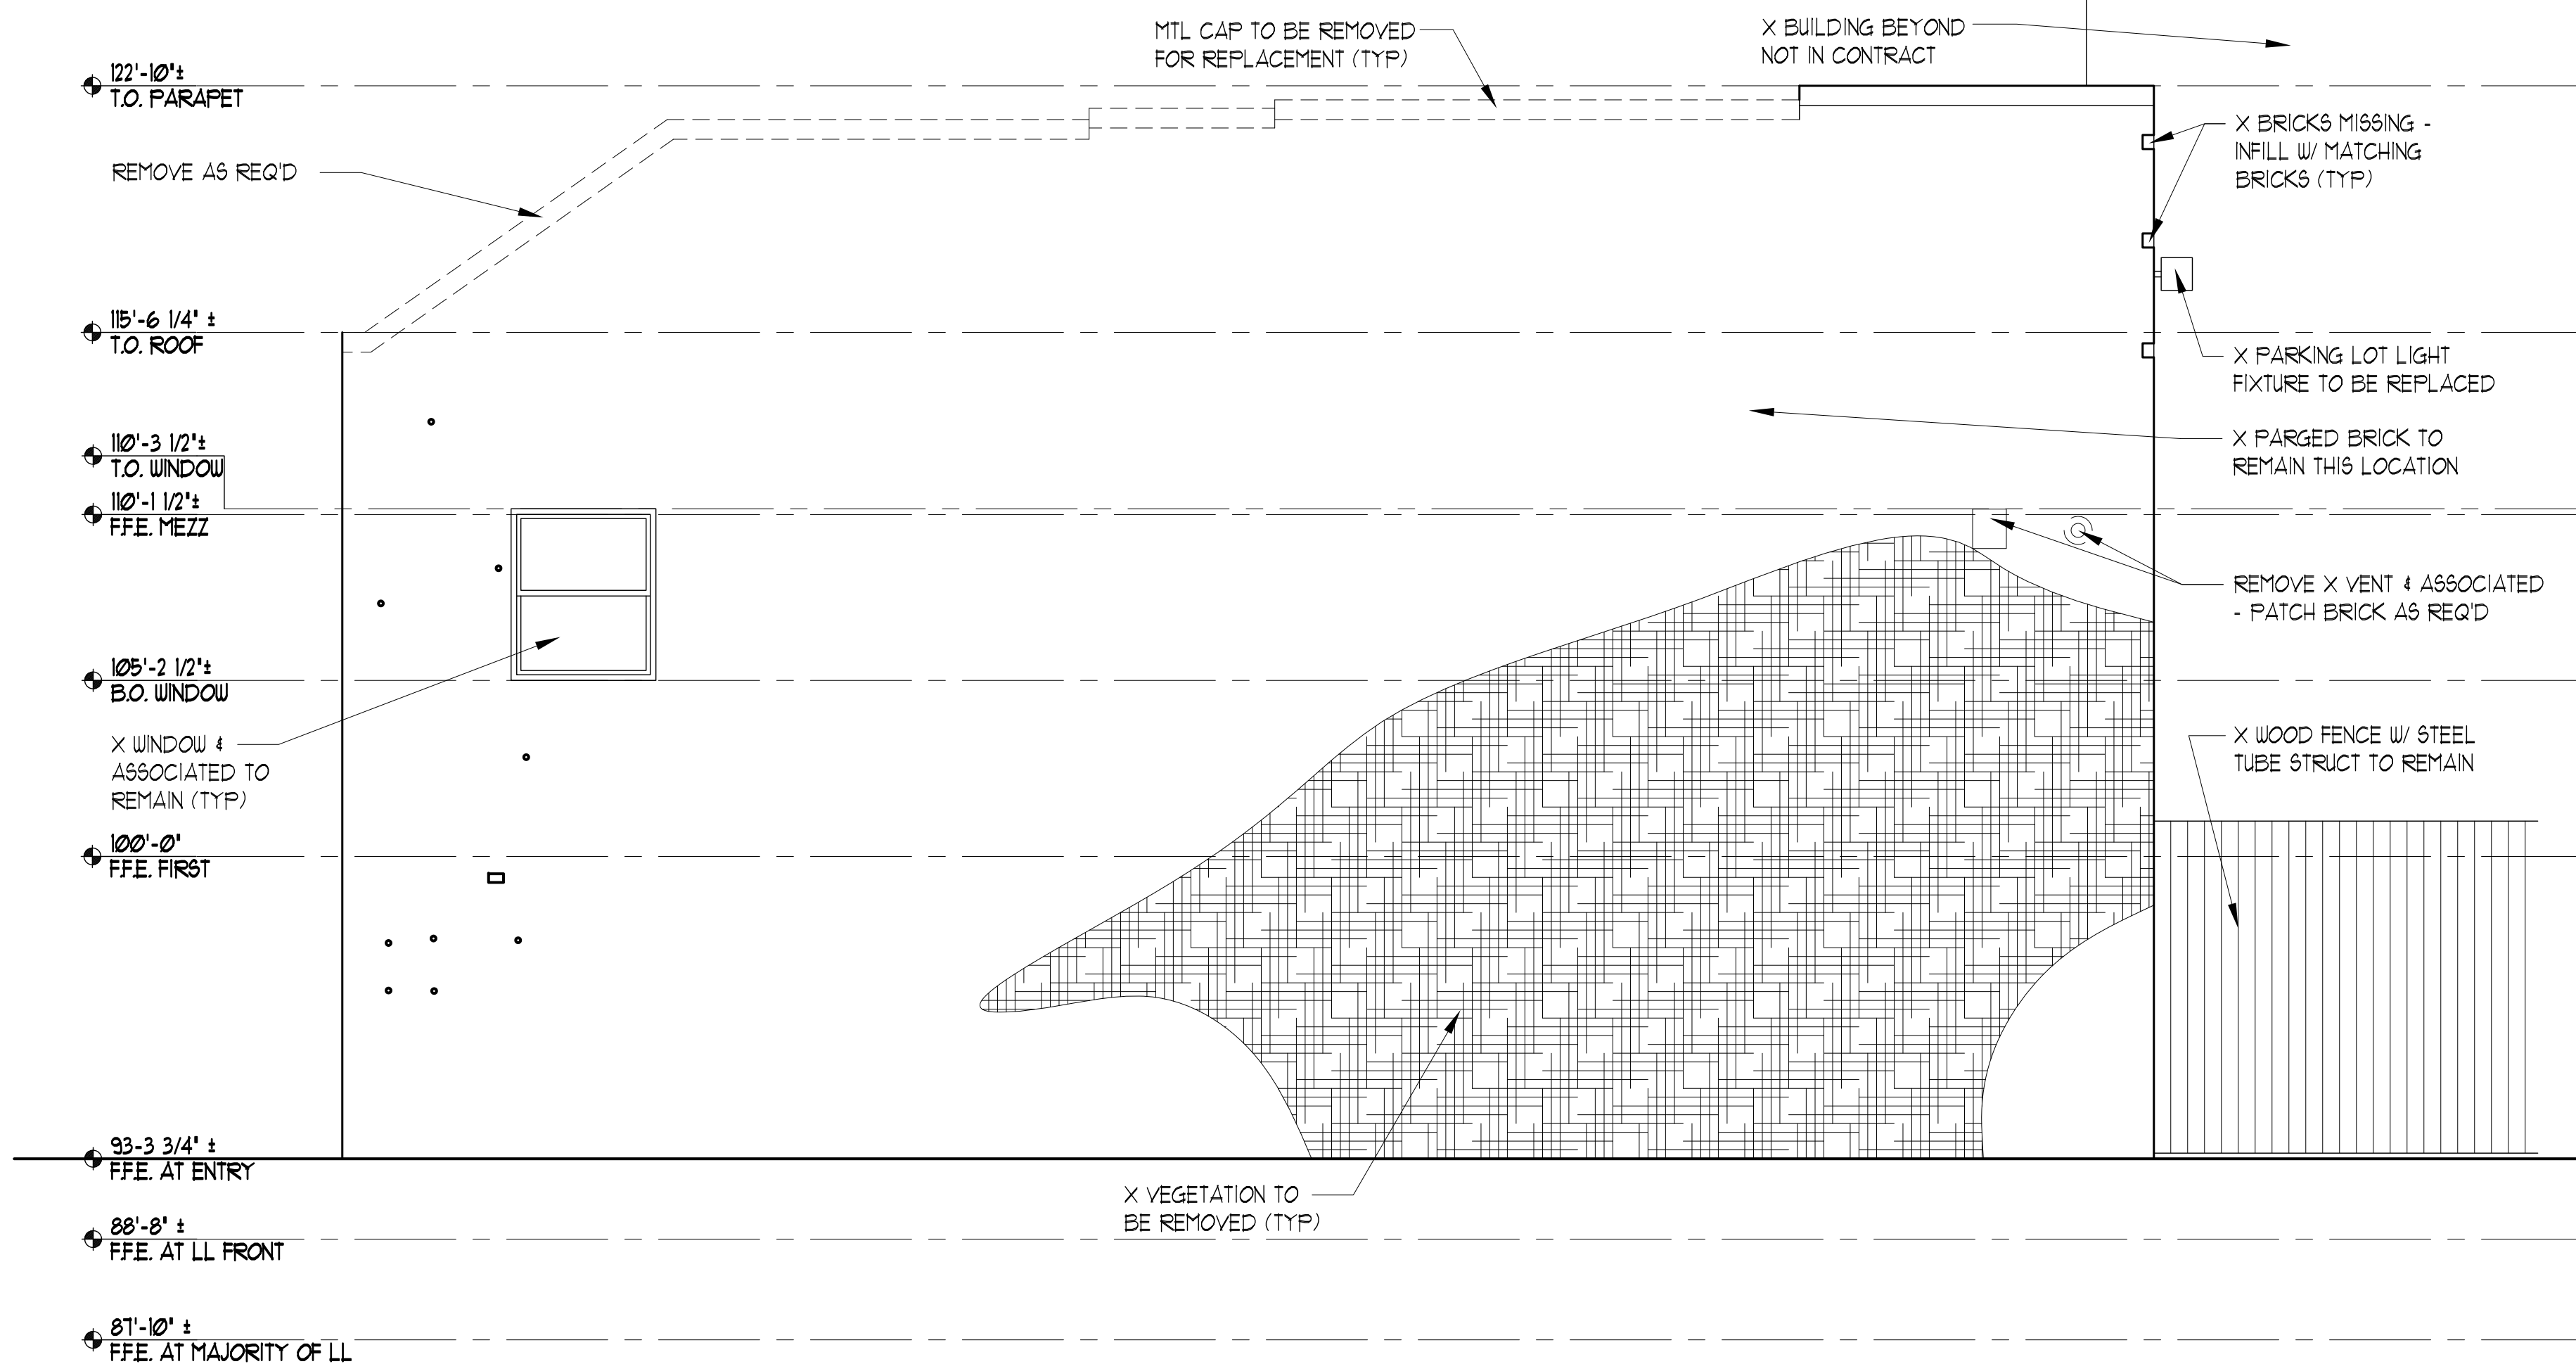 MTL CAP TO BE REMOVED
FOR REPLACEMENT (TYP)
X BUILDING BEYOND
NOT IN CONTRACT
122'-10"±
T.O. PARAPET
REMOVE AS REQ'D
X BRICKS MISSING -
INFILL W/ MATCHING
BRICKS (TYP)
115'-6 1/4" ±
T.O. ROOF
X PARKING LOT LIGHT
FIXTURE TO BE REPLACED
110'-3 1/2"±
T.O. WINDOW
X PARGED BRICK TO
REMAIN THIS LOCATION
110'-1 1/2"±
F.F.E. MEZZ
REMOVE X VENT & ASSOCIATED
- PATCH BRICK AS REQ'D
105'-2 1/2"±
B.O. WINDOW
X WINDOW &
ASSOCIATED TO
REMAIN (TYP)
X WOOD FENCE W/ STEEL
TUBE STRUCT TO REMAIN
100'-0"
F.F.E. FIRST
93-3 3/4" ±
F.F.E. AT ENTRY
X VEGETATION TO
BE REMOVED (TYP)
88'-8" ±
F.F.E. AT LL FRONT
87'-10" ±
F.F.E. AT MAJORITY OF LL